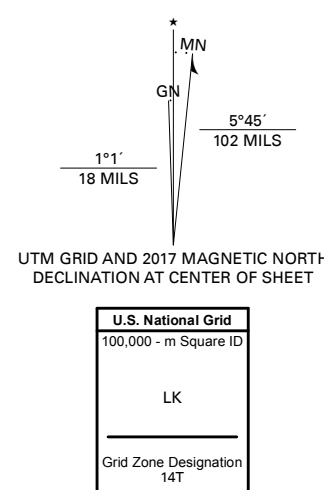 ★
MN
GN
5°45´
102 MILS
1°1´
18 MILS
UTM GRID AND 2017 MAGNETIC NORTH
DECLINATION AT CENTER OF SHEET
U.S. National Grid
100,000 - m Square ID
LK
Grid Zone Designation
14T